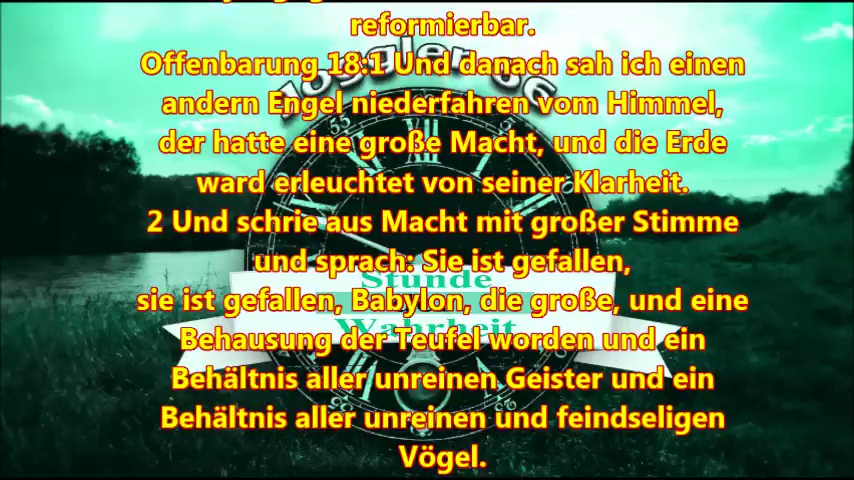 reformierbar.
Offenbarung 18:1 Und danach sah ich einen
andern Engel niederfahren vom Himmel,
der hatte eine große Macht, und die Erde
ward erleuchtet von seiner Klarheit.
2 Und schrie aus Macht mit großer Stimme
und sprach: Sie ist gefallen,
sie ist gefallen, Babylon, die große, und eine
Behausung der Teufel worden und ein
Behältnis aller unreinen Geister und ein
Behältnis aller unreinen und feindseligen
Vögel.
Stunde
Wahrheit